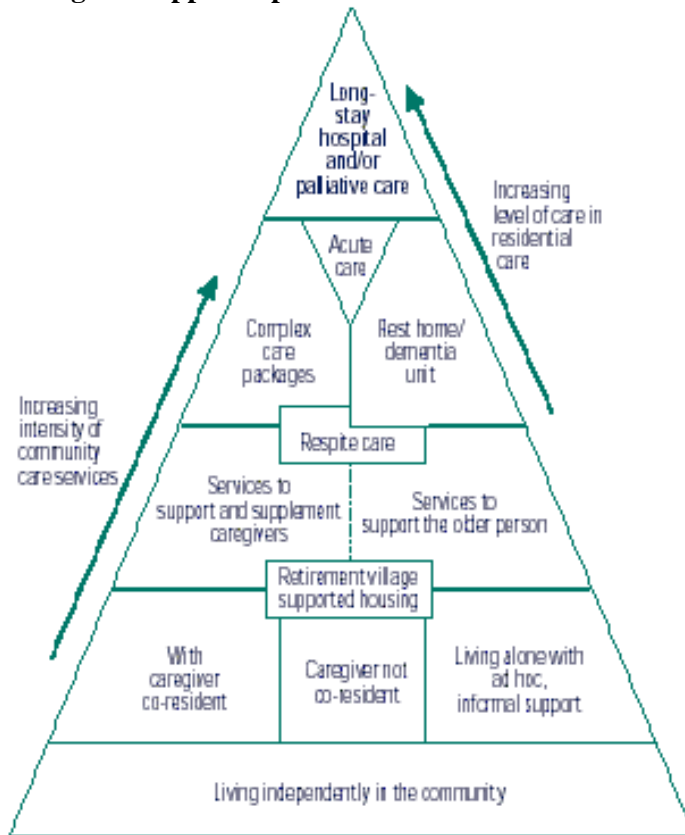 Long-
stay
hospital
and/or
palliative care
Increasing
level of care in
residential
care
Acute
care
Complex
care
packages
Rest home/
dementia
unit
Increasing
intensity of
community
care services
Respite care
Services to
support and supplement
caregivers
Services to
support the older person
Retirement village
supported housing
With
caregiver
co-resident
Caregiver not
co-resident
Living alone with
ad hoc,
informal support
Living independently in the community